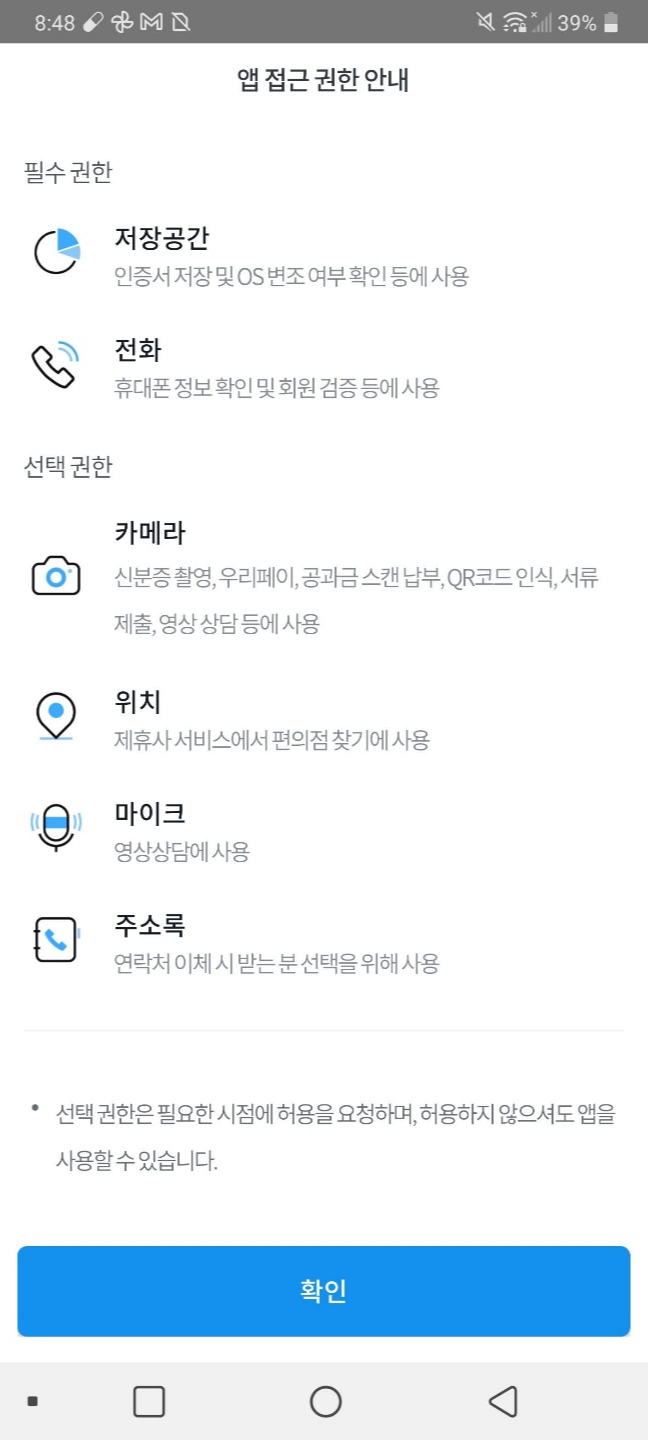 8:48
39%
앱 접근 권한 안내
필수 권한
저장공간
인증서 저장 및 OS 변조 여부 확인 등에 사용
전화
휴대폰 정보 확인 및 회원 검증 등에 사용
선택 권한
카메라
신분증 촬영, 우리페이, 공과금 스캔 납부, QR코드 인식, 서류
제출, 영상 상담 등에 사용
위치
제휴사 서비스에서 편의점 찾기에 사용
마이크
영상상담에 사용
주소록
연락처 이체 시 받는 분 선택을 위해 사용
• 선택 권한은 필요한 시점에 허용을 요청하며, 허용하지 않으셔도 앱을
사용할 수 있습니다.
확인